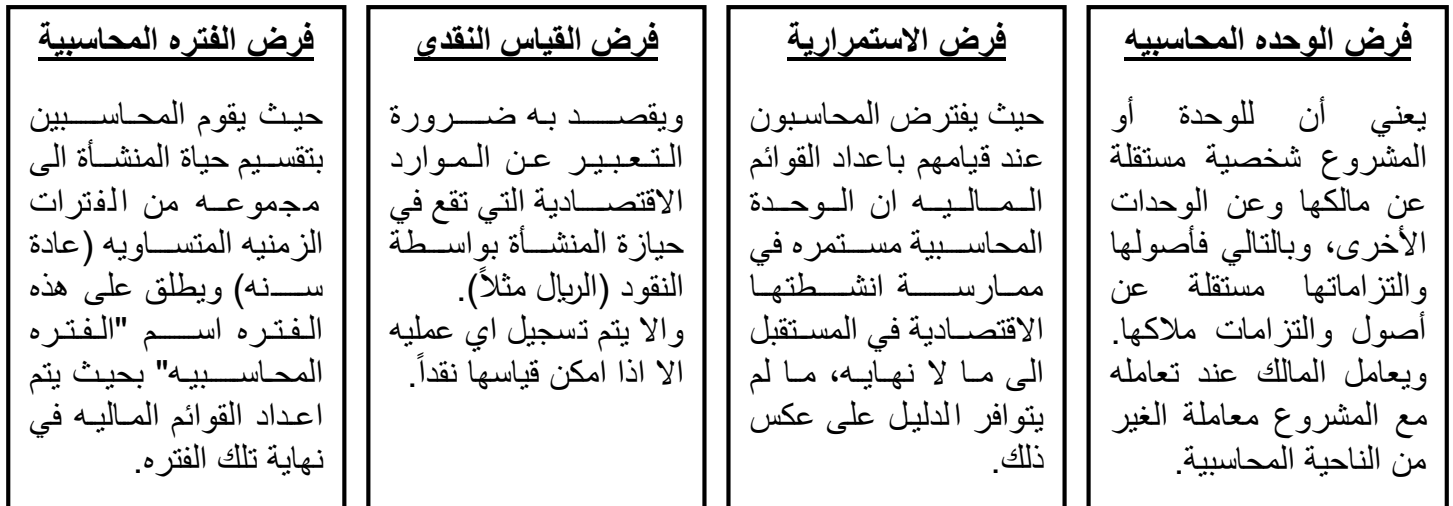 فرض الوحده المحاسبيه
يعني أن للوحدة أو
المشروع شخصية مستقلة
عن مالكها وعن الوحدات
الأخرى، وبالتالي فأصولها
والتزاماتها مستقلة عن
أصول والتزامات ملاكها.
ويعامل المالك عند تعامله
مع المشروع معاملة الغير
من الناحية المحاسبية.
فرض الاستمرارية
حيث يفترض المحاسبون
عند قيامهم باعداد القوائم
الماليه ان الوحدة
المحاسبية مستمره في
ممارسة انشطتها
الاقتصادية في المستقبل
الى ما لا نهايه، ما لم
يتوافر الدليل على عكس
ذلك.
فرض القياس النقدي
ويقصد به ضرورة
التعبير عن الموارد
الاقتصادية التي تقع في
حيازة المنشأة بواسطة
النقود (الريال مثلاً).
والا يتم تسجيل اي عمليه
الا اذا امكن قياسها نقداً.
فرض الفتره المحاسبية
حيث يقوم المحاسبين
بتقسيم حياة المنشأة الى
مجموعه من الفترات
الزمنيه المتساويه (عادة
سنه) ويطلق على هذه
الفتره اسم "الفتره
المحاسبيه" بحيث يتم
اعداد القوائم الماليه في
نهاية تلك الفتره.